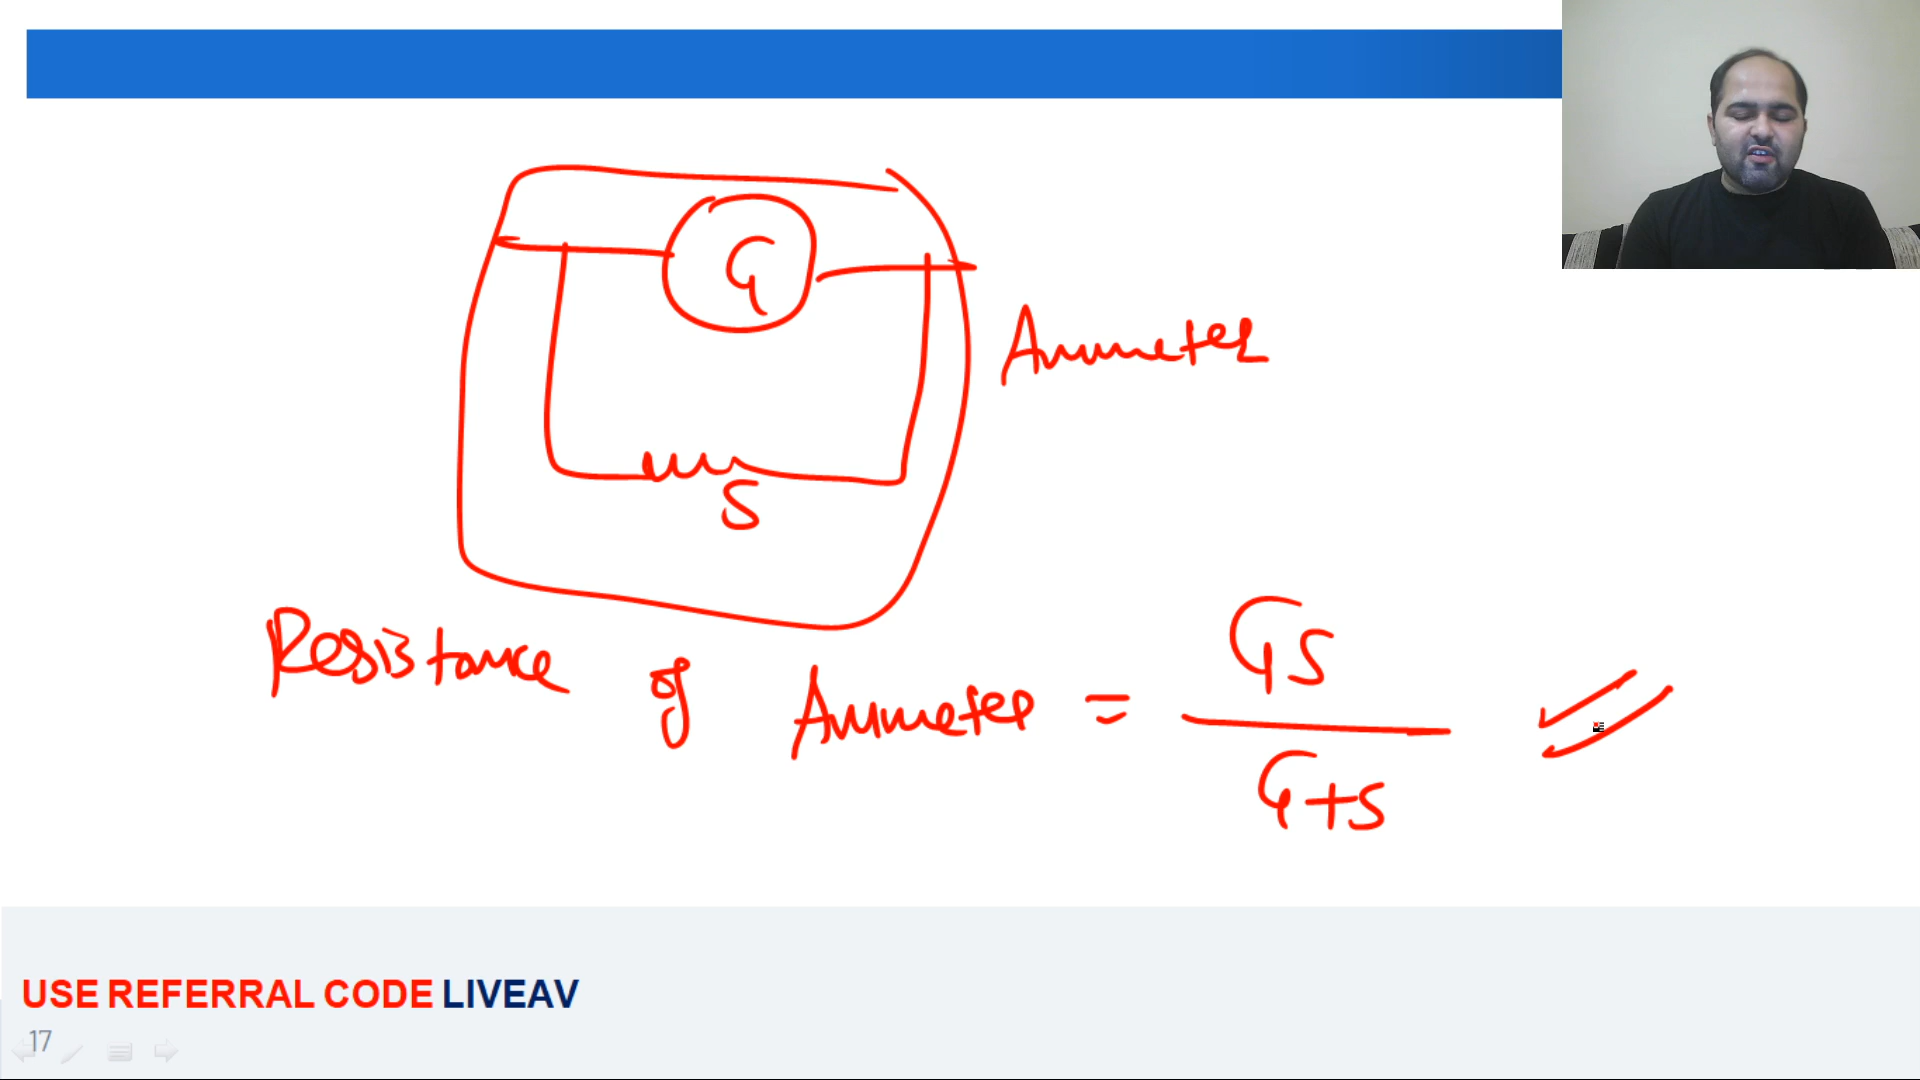 G
Ammeter
S
Resistance of Ammeter = GS / G+S
USE REFERRAL CODE LIVEAV
17